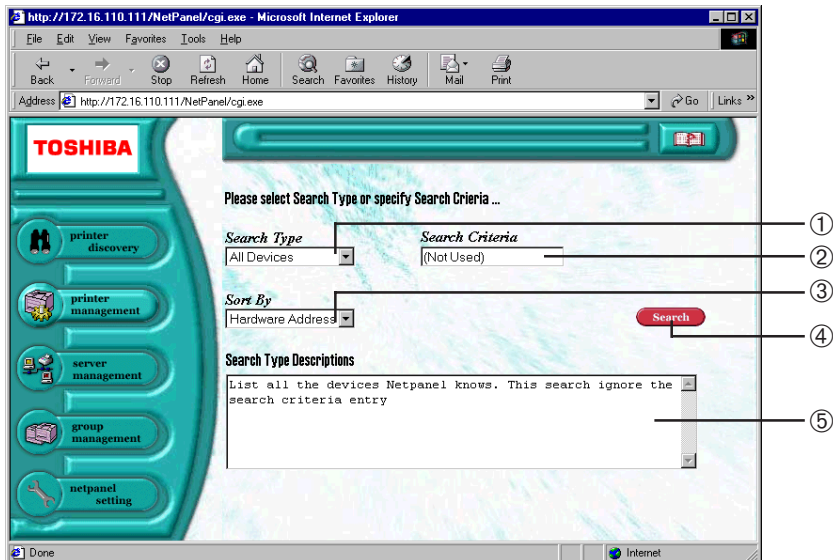 http://172.16.110.111/NetPanel/cgi.exe - Microsoft Internet Explorer
File Edit View Favorites Tools Help
Back Forward Stop Refresh Home Search Favorites History Mail Print
Address http://172.16.110.111/NetPanel/cgi.exe Go Links »
TOSHIBA
printer
discovery
printer
management
server
management
group
management
netpanel
setting
Please select Search Type or specify Search Crieria ...
Search Type Search Criteria
All Devices (Not Used)
Sort By
Hardware Address
Search
Search Type Descriptions
List all the devices Netpanel knows. This search ignore the
search criteria entry
①
②
③
④
⑤
Done Internet